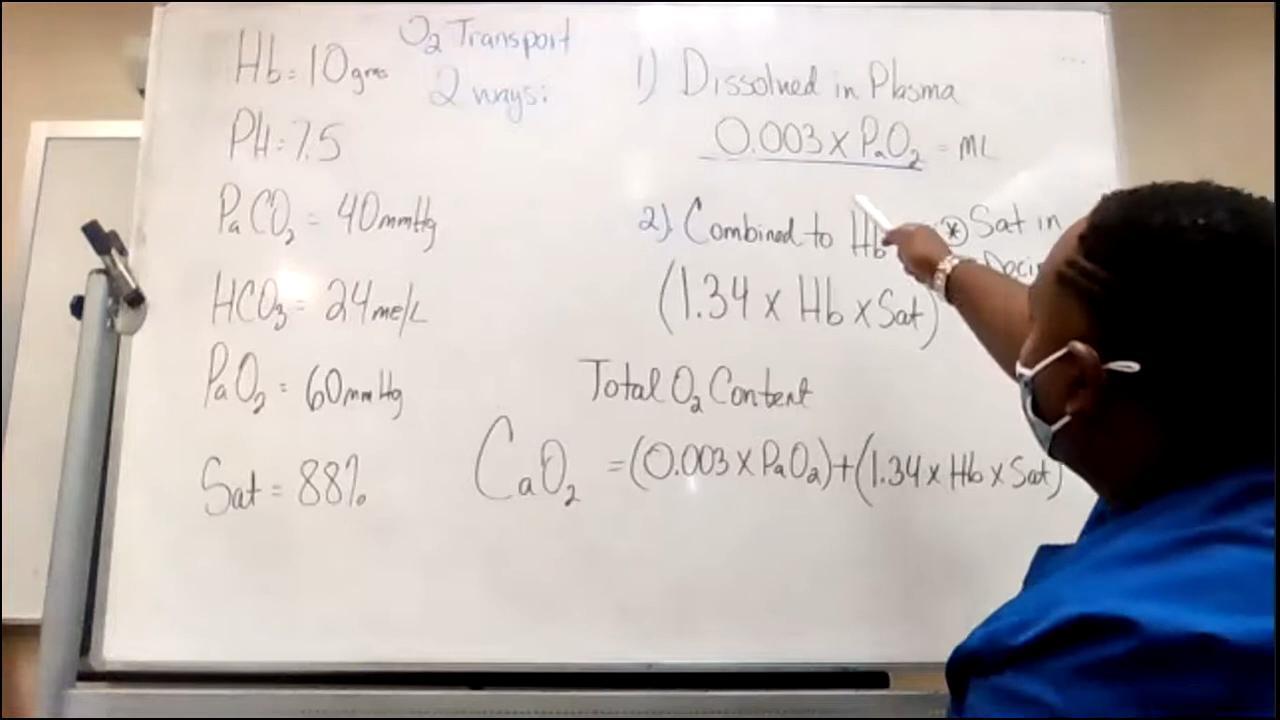 O₂ Transport
2 ways:
Hb = 10 gms
PH = 7.5
PaCO₂ = 40 mmHg
HCO₃ = 24 me/L
PaO₂ = 60 mmHg
Sat = 88%
1) Dissolved in Plasma
0.003 x PaO₂ = ML
2) Combined to Hb
* Sat in
(1.34 x Hb x Sat)
Total O₂ Content
CaO₂ = (0.003 x PaO₂) + (1.34 x Hb x Sat)